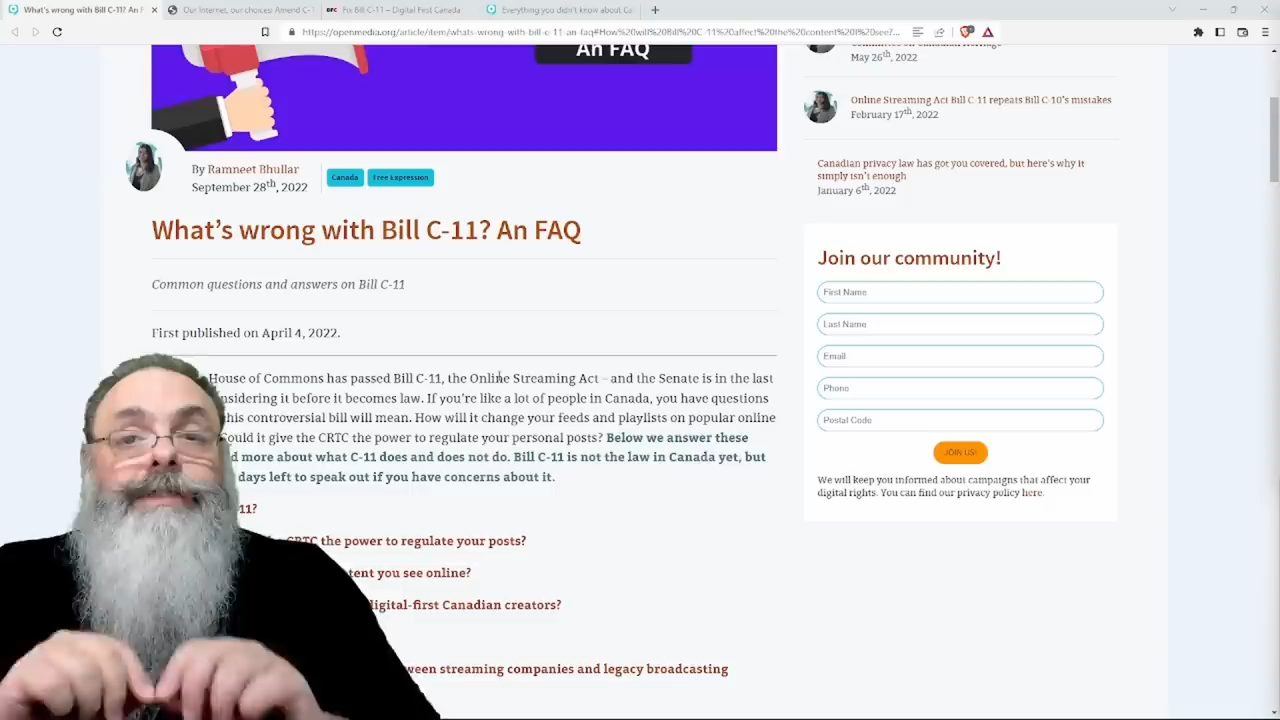 What's wrong with Bill C-11? An F
Our Internet, our choices: Amend C-1
DFC Fix Bill C-11 – Digital First Canada
Everything you didn't know about Ca
https://openmedia.org/article/item/whats-wrong-with-bill-c-11-an-faq#How%20will%20Bill%20C-11%20affect%20the%20content%20I%20see?...
An FAQ
By Ramneet Bhullar
September 28th, 2022
Canada
Free Expression
What's wrong with Bill C-11? An FAQ
Common questions and answers on Bill C-11
First published on April 4, 2022.
House of Commons has passed Bill C-11, the Online Streaming Act – and the Senate is in the last
nsidering it before it becomes law. If you're like a lot of people in Canada, you have questions
his controversial bill will mean. How will it change your feeds and playlists on popular online
Could it give the CRTC the power to regulate your personal posts? Below we answer these
d more about what C-11 does and does not do. Bill C-11 is not the law in Canada yet, but
days left to speak out if you have concerns about it.
11?
CRTC the power to regulate your posts?
tent you see online?
digital-first Canadian creators?
ween streaming companies and legacy broadcasting
May 26th, 2022
Online Streaming Act Bill C-11 repeats Bill C-10's mistakes
February 17th, 2022
Canadian privacy law has got you covered, but here's why it
simply isn't enough
January 6th, 2022
Join our community!
First Name
Last Name
Email
Phone
Postal Code
JOIN US!
We will keep you informed about campaigns that affect your
digital rights. You can find our privacy policy here.